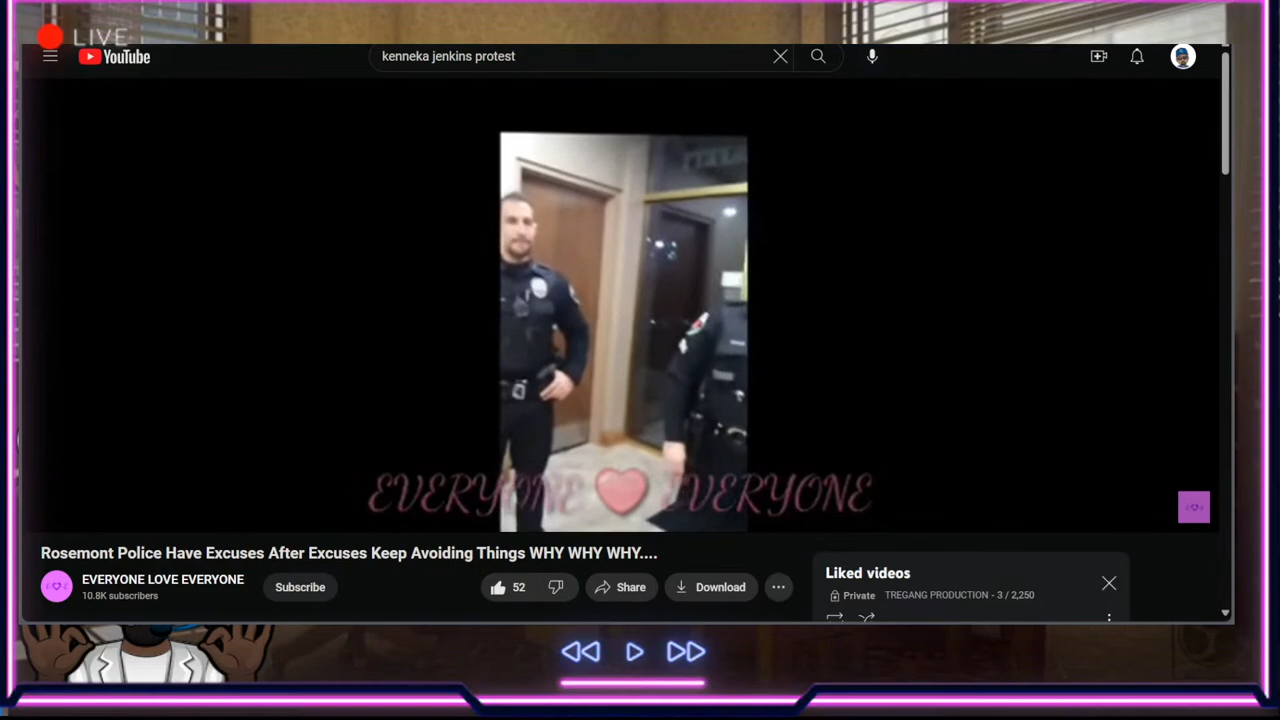 LIVE
YouTube
kenneka jenkins protest
EVERYONE EVERYONE
Rosemont Police Have Excuses After Excuses Keep Avoiding Things WHY WHY WHY....
EVERYONE LOVE EVERYONE
10.8K subscribers
Subscribe
52
Share
Download
Liked videos
Private TREGANG PRODUCTION - 3 / 2,250